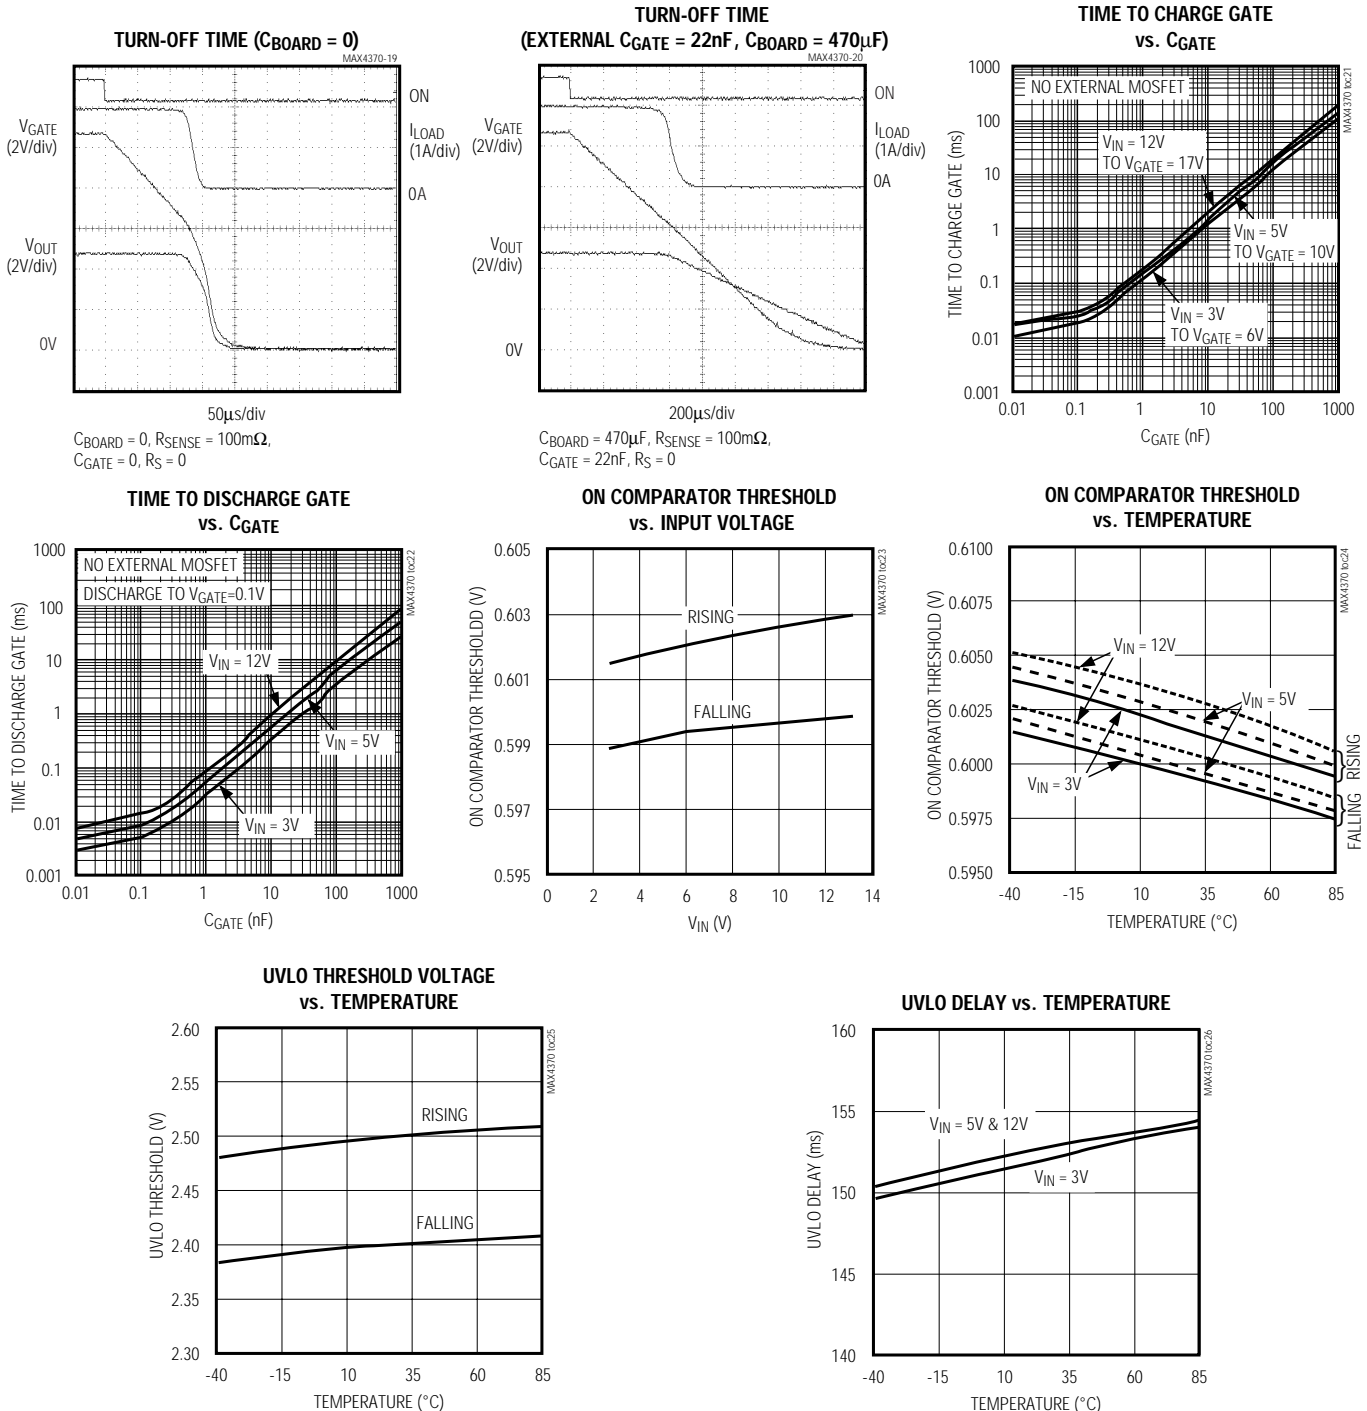 TURN-OFF TIME (CBOARD = 0)
MAX4370-19
ON
VGATE
(2V/div)
ILOAD
(1A/div)
0A
VOUT
(2V/div)
0V
50μs/div
CBOARD = 0, RSENSE = 100mΩ,
CGATE = 0, RS = 0
TURN-OFF TIME
(EXTERNAL CGATE = 22nF, CBOARD = 470μF)
MAX4370-20
ON
VGATE
(2V/div)
ILOAD
(1A/div)
0A
VOUT
(2V/div)
0V
200μs/div
CBOARD = 470μF, RSENSE = 100mΩ,
CGATE = 22nF, RS = 0
TIME TO CHARGE GATE
vs. CGATE
MAX4370 toc21
TIME TO CHARGE GATE (ms)
1000
100
10
1
0.1
0.01
0.001
NO EXTERNAL MOSFET
VIN = 12V
TO VGATE = 17V
VIN = 5V
TO VGATE = 10V
VIN = 3V
TO VGATE = 6V
0.01 0.1 1 10 100 1000
CGATE (nF)
TIME TO DISCHARGE GATE
vs. CGATE
MAX4370 toc22
TIME TO DISCHARGE GATE (ms)
1000
100
10
1
0.1
0.01
0.001
NO EXTERNAL MOSFET
DISCHARGE TO VGATE=0.1V
VIN = 12V
VIN = 5V
VIN = 3V
0.01 0.1 1 10 100 1000
CGATE (nF)
ON COMPARATOR THRESHOLD
vs. INPUT VOLTAGE
MAX4370 toc23
ON COMPARATOR THRESHOLDD (V)
0.605
0.603
0.601
0.599
0.597
0.595
RISING
FALLING
0 2 4 6 8 10 12 14
VIN (V)
ON COMPARATOR THRESHOLD
vs. TEMPERATURE
MAX4370 toc24
ON COMPARATOR THRESHOLD (V)
0.6100
0.6075
0.6050
0.6025
0.6000
0.5975
0.5950
VIN = 12V
VIN = 5V
VIN = 3V
RISING
FALLING
-40 -15 10 35 60 85
TEMPERATURE (°C)
UVLO THRESHOLD VOLTAGE
vs. TEMPERATURE
MAX4370 toc25
UVLO THRESHOLD (V)
2.60
2.55
2.50
2.45
2.40
2.35
2.30
RISING
FALLING
-40 -15 10 35 60 85
TEMPERATURE (°C)
UVLO DELAY vs. TEMPERATURE
MAX4370 toc26
UVLO DELAY (ms)
160
155
150
145
140
VIN = 5V & 12V
VIN = 3V
-40 -15 10 35 60 85
TEMPERATURE (°C)